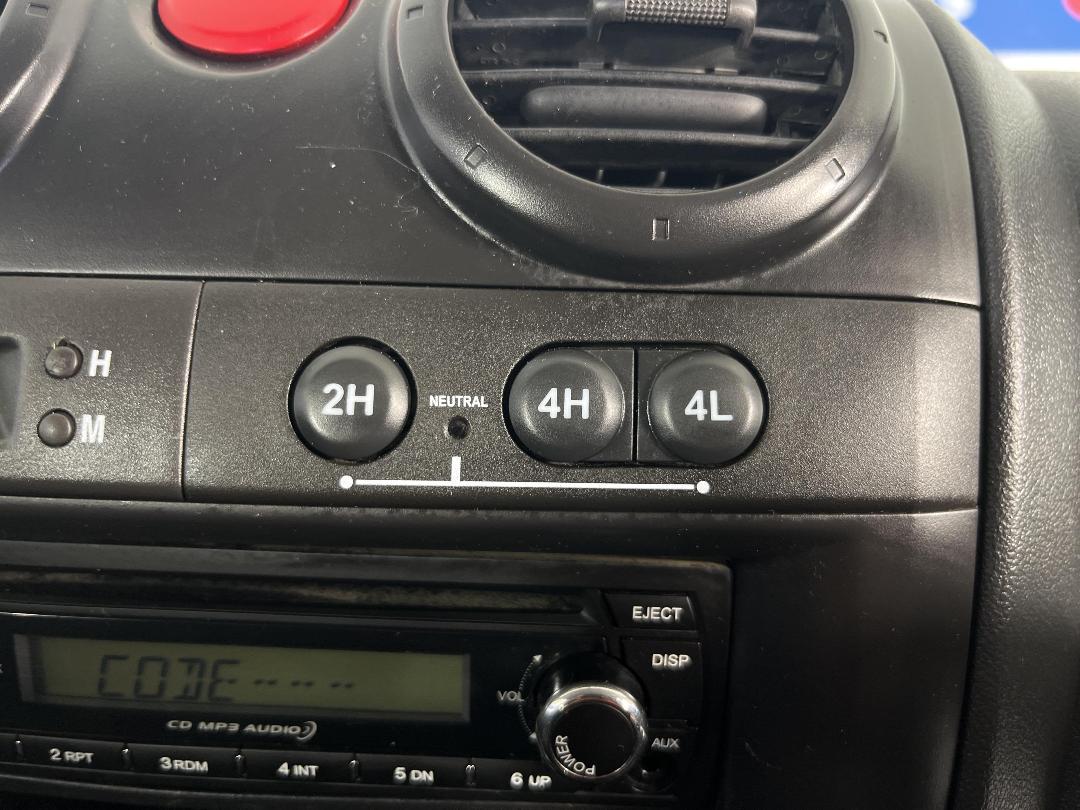 H
M
2H
NEUTRAL
4H
4L
EJECT
DISP
CODE----
VOL
CD MP3 AUDIO
POWER
AUX
2 RPT
3 RDM
4 INT
5 DN
6 UP